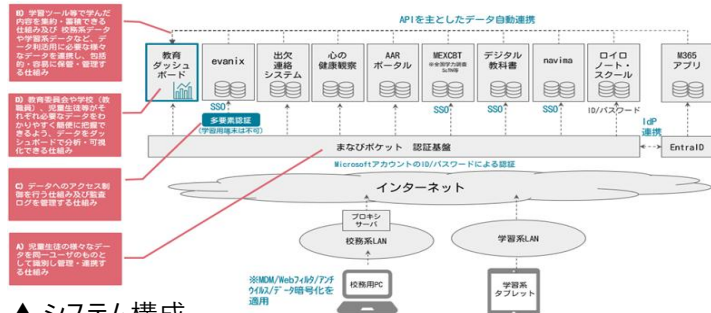 B) 学習ツール等で学んだ
内容を集約・蓄積できる
仕組み及び 校務系データ
や学習系データなど、デ
ータ利活用に必要な様々
なデータを連携し、包括
的・容易に保管・管理す
る仕組み
D) 教育委員会や学校(教
職員)、児童生徒等がそ
れぞれ必要なデータをわ
かりやすく簡便に把握で
きるよう、データをダッ
シュボードで分析・可視
化できる仕組み
C) データへのアクセス制
御を行う仕組み及び監査
ログを管理する仕組み
A) 児童生徒の様々なデー
タを同一ユーザのものと
して識別し管理・連携す
る仕組み
APIを主としたデータ自動連携
教育
ダッシュ
ボード
evanix
出欠
連絡
システム
心の
健康観察
AAR
ポータル
MEXCBT
デジタル
教科書
navima
ロイロ
ノート・
スクール
M365
アプリ
SSO
SSO
SSO
SSO
ID/パスワード
多要素認証
(学習用端末は不可)
IdP
連携
まなびポケット 認証基盤
EntraID
Microsoftアカウントのの ID/パスワードによる認証
インターネット
プロキシ
サーバ
校務系LAN
学習系LAN
※MDM/Webフィルタ/アンチ
ウイルス/データ暗号化を
適用
校務用PC
学習系
タブレット
▲ システム構成